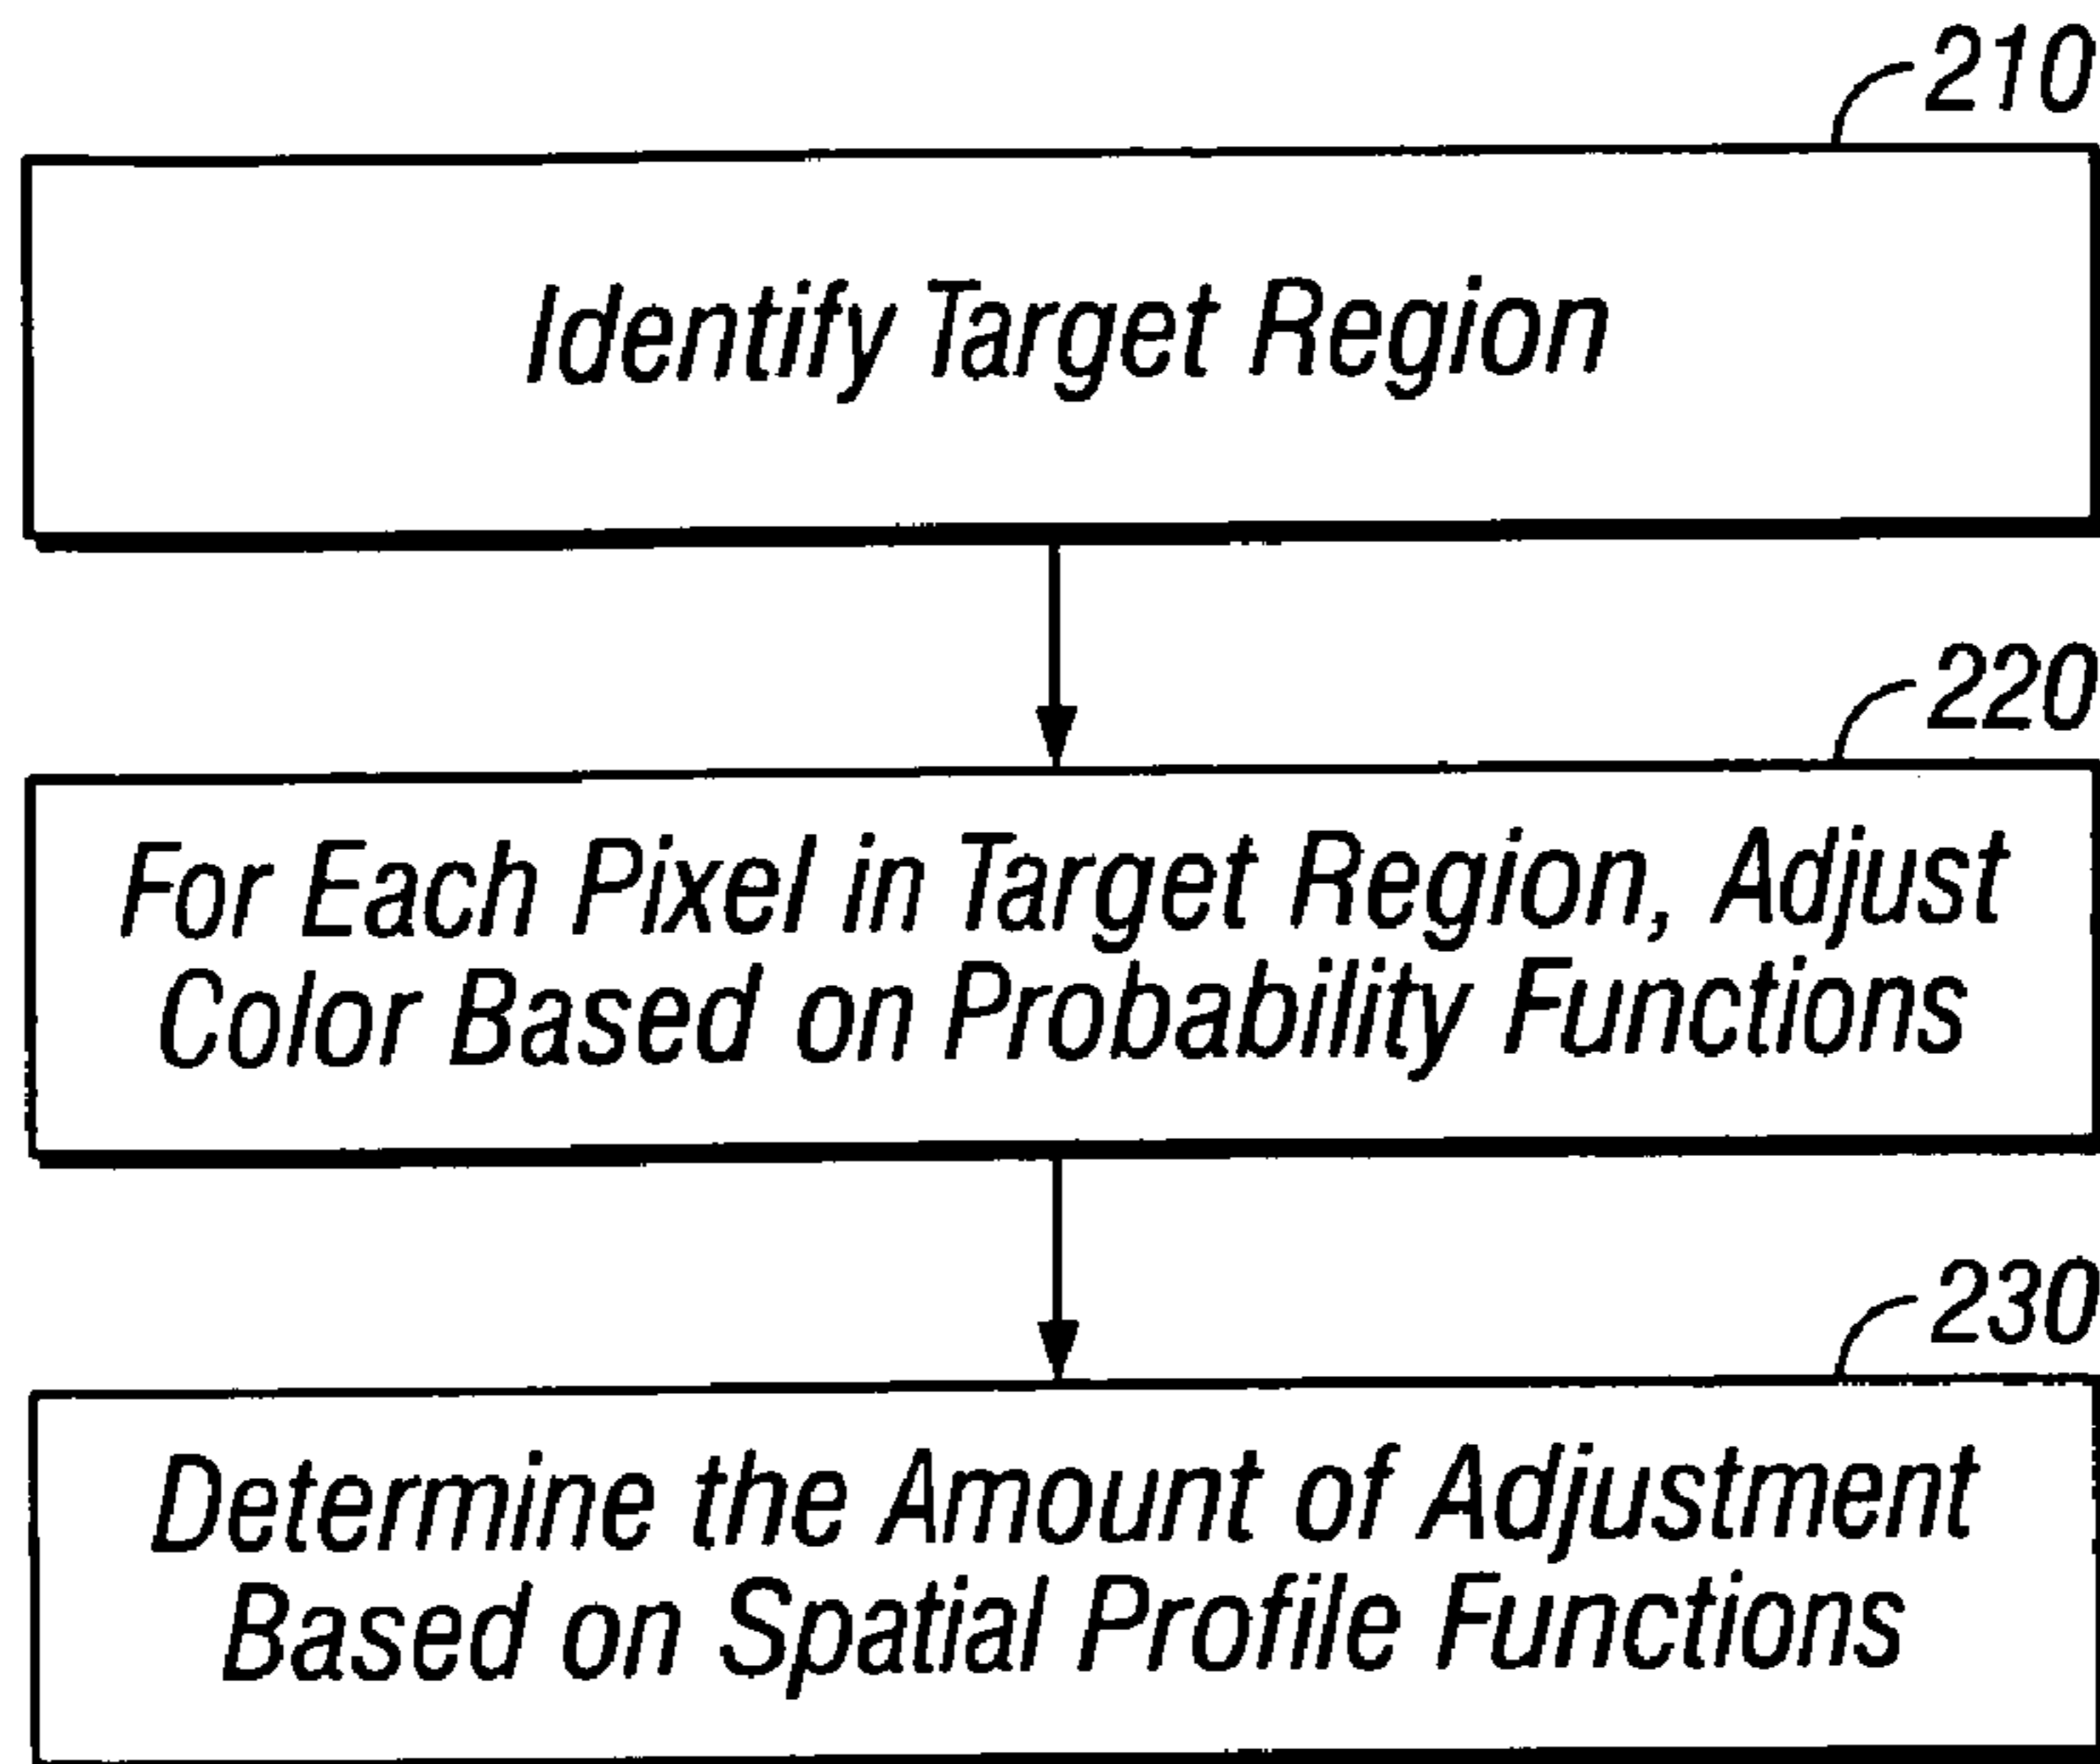 210
Identify Target Region
220
For Each Pixel in Target Region, Adjust
Color Based on Probability Functions
230
Determine the Amount of Adjustment
Based on Spatial Profile Functions